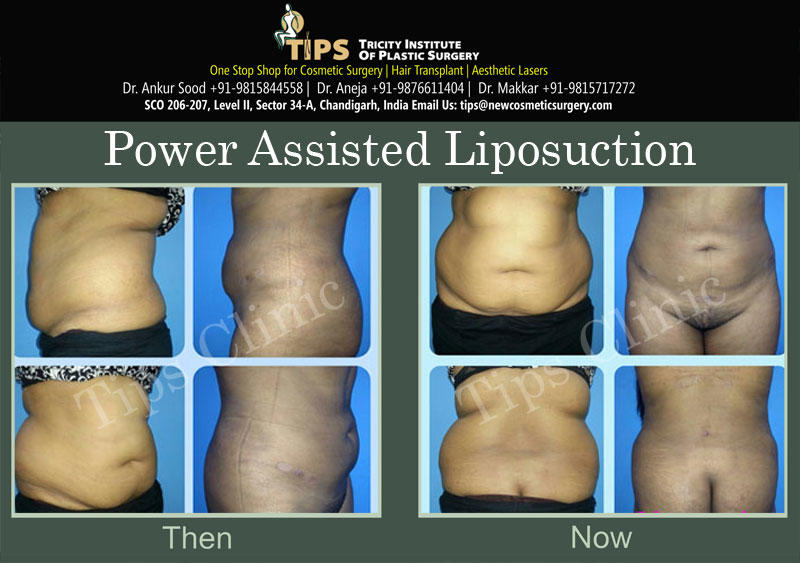 TIPS TRICITY INSTITUTE
OF PLASTIC SURGERY
One Stop Shop for Cosmetic Surgery | Hair Transplant | Aesthetic Lasers
Dr. Ankur Sood +91-9815844558 | Dr. Aneja +91-9876611404 | Dr. Makkar +91-9815717272
SCO 206-207, Level II, Sector 34-A, Chandigarh, India Email Us: tips@newcosmeticsurgery.com
Power Assisted Liposuction
Tips Clinic
Tips Clinic
Then
Now